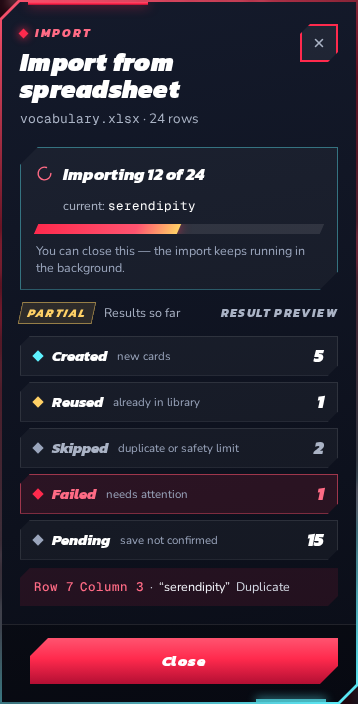 IMPORT
Import from
spreadsheet
vocabulary.xlsx · 24 rows
Importing 12 of 24
current: serendipity
You can close this — the import keeps running in
the background.
PARTIAL Results so far RESULT PREVIEW
Created new cards 5
Reused already in library 1
Skipped duplicate or safety limit 2
Failed needs attention 1
Pending save not confirmed 15
Row 7 Column 3 · “serendipity” Duplicate
Close